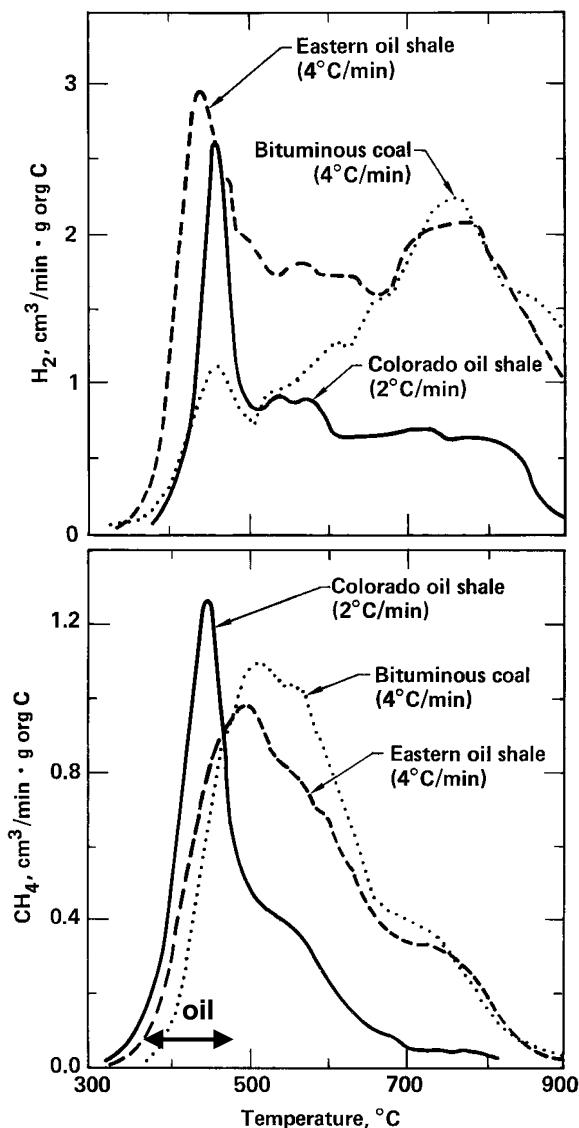 Eastern oil shale
(4°C/min)
3
Bituminous coal
(4°C/min)
2
H₂, cm³/min · g org C
Colorado oil shale
(2°C/min)
1
0
Colorado oil shale
(2°C/min)
1.2
Bituminous coal
(4°C/min)
Eastern oil shale
(4°C/min)
0.8
CH₄, cm³/min · g org C
0.4
oil
0.0
300 500 700 900
Temperature, °C